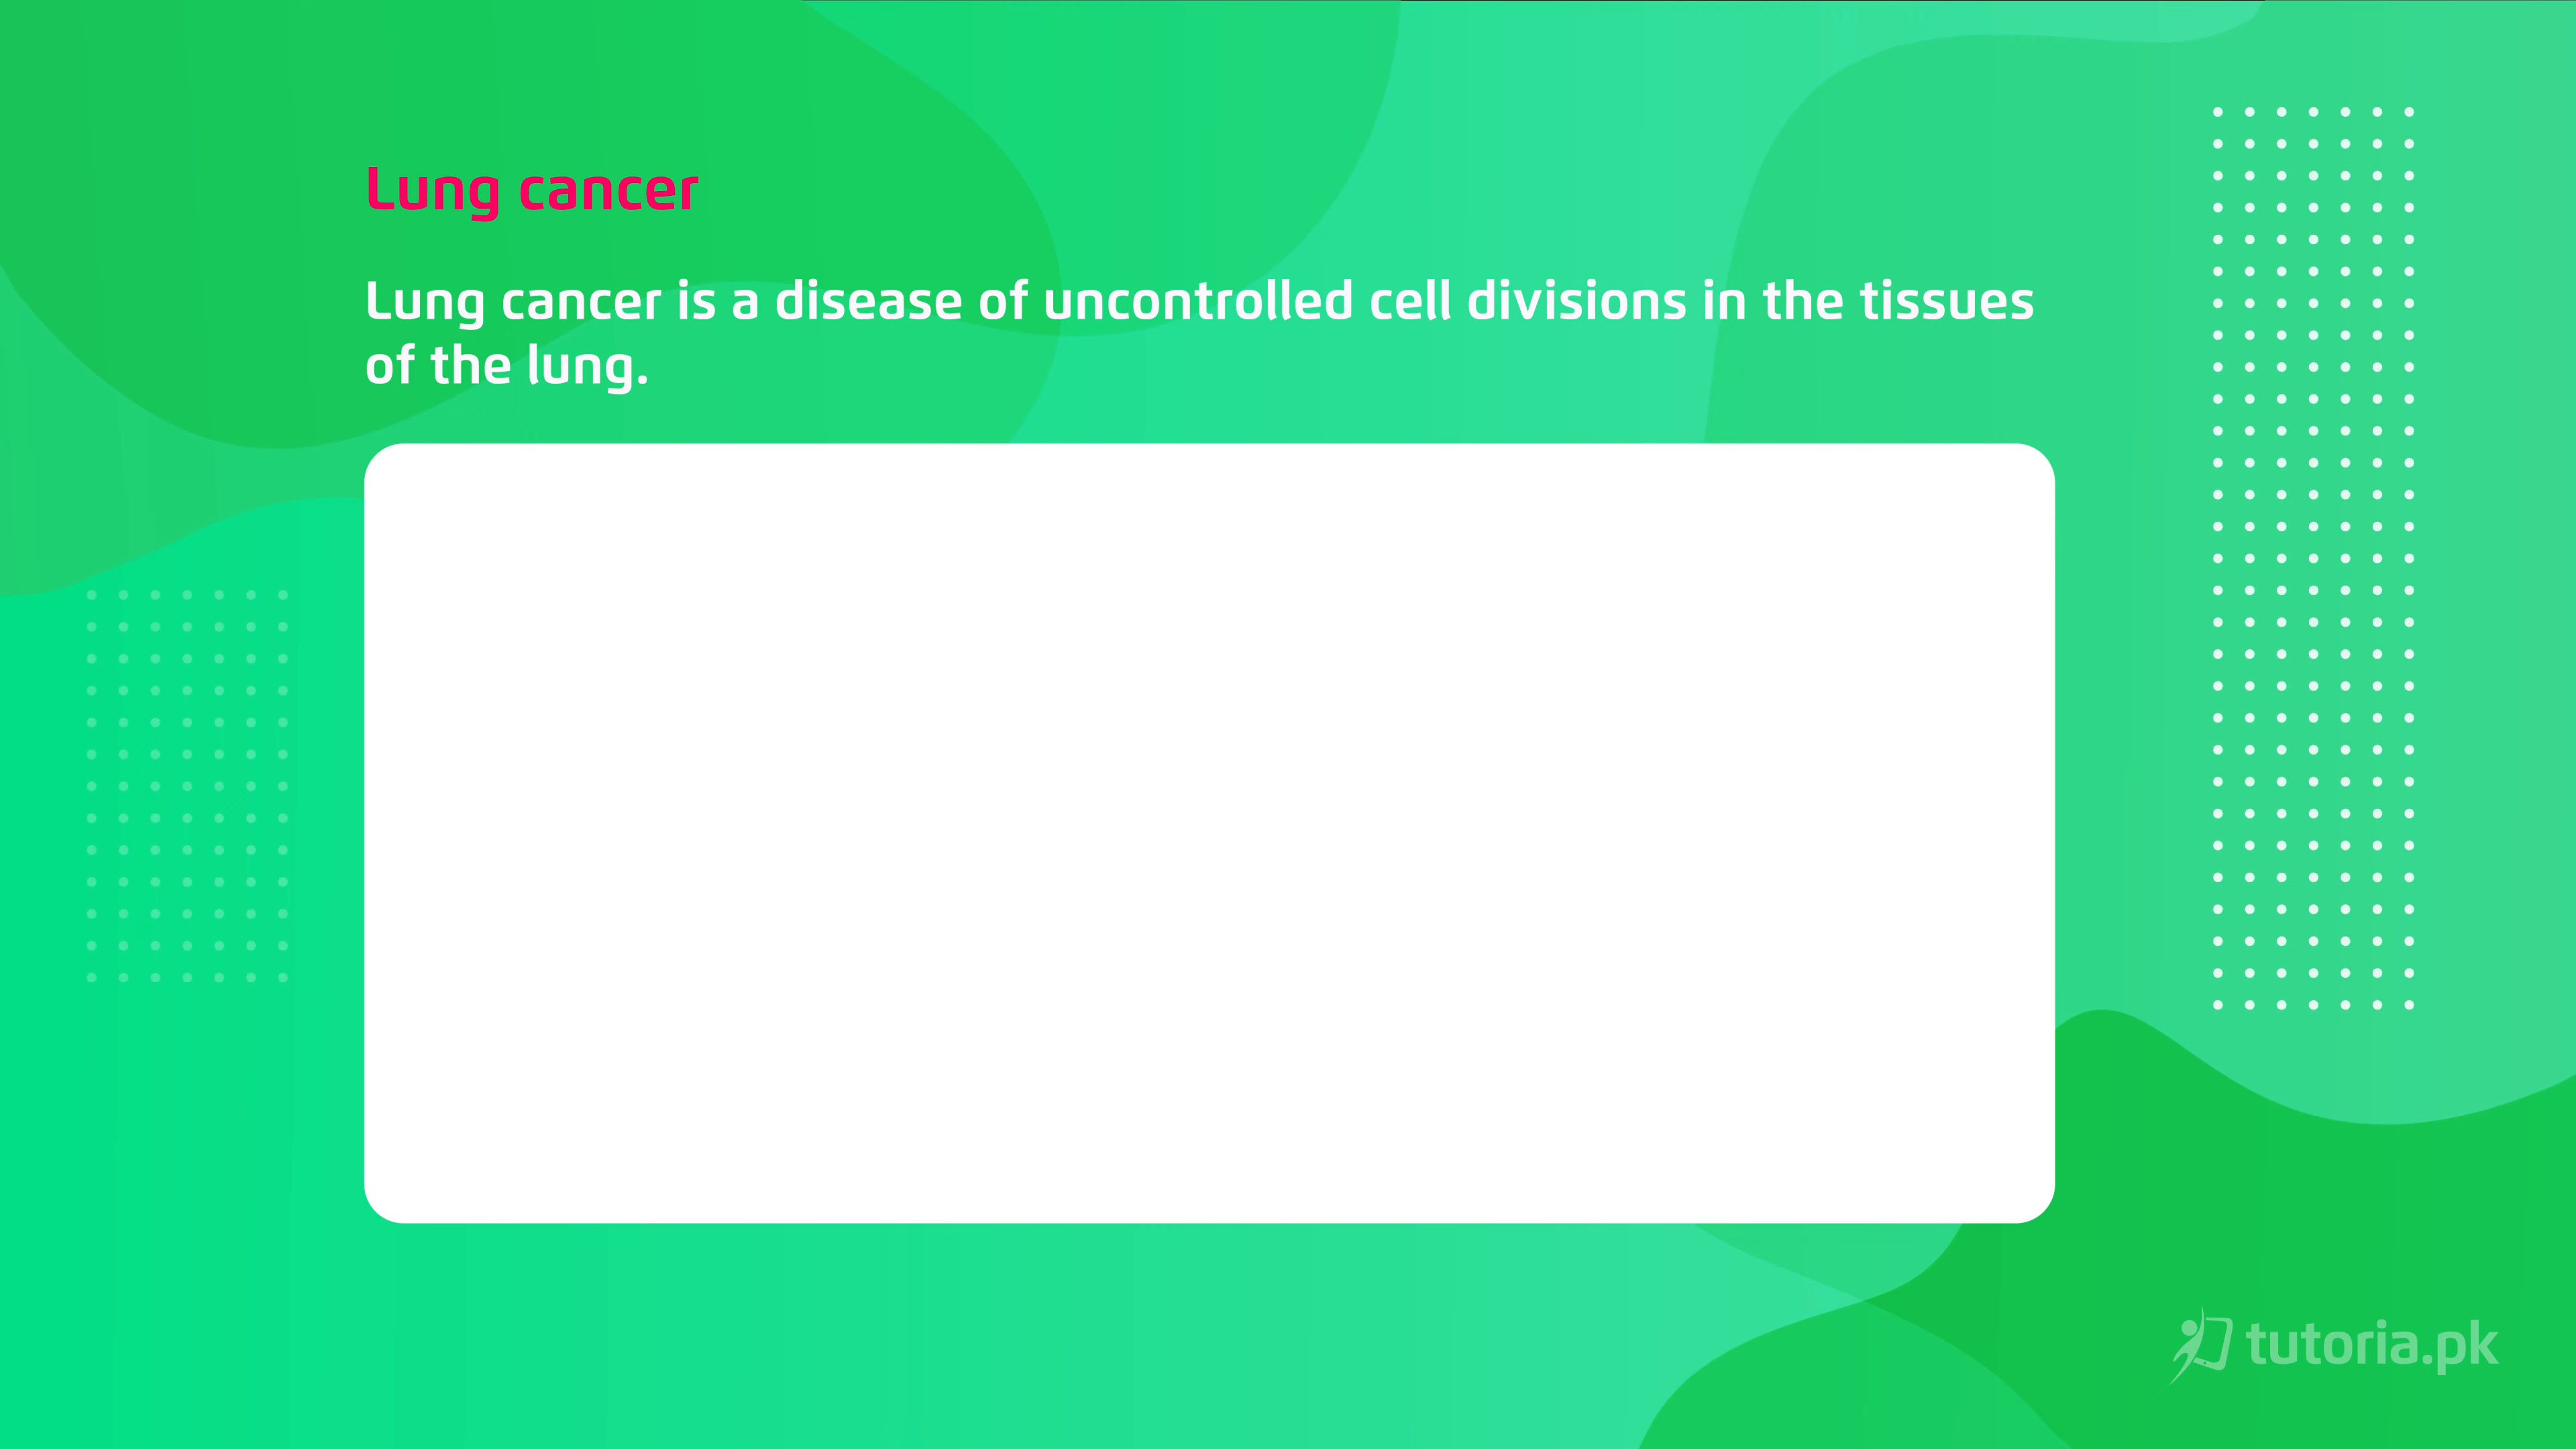 Lung cancer
Lung cancer is a disease of uncontrolled cell divisions in the tissues
of the lung.
tutoria.pk